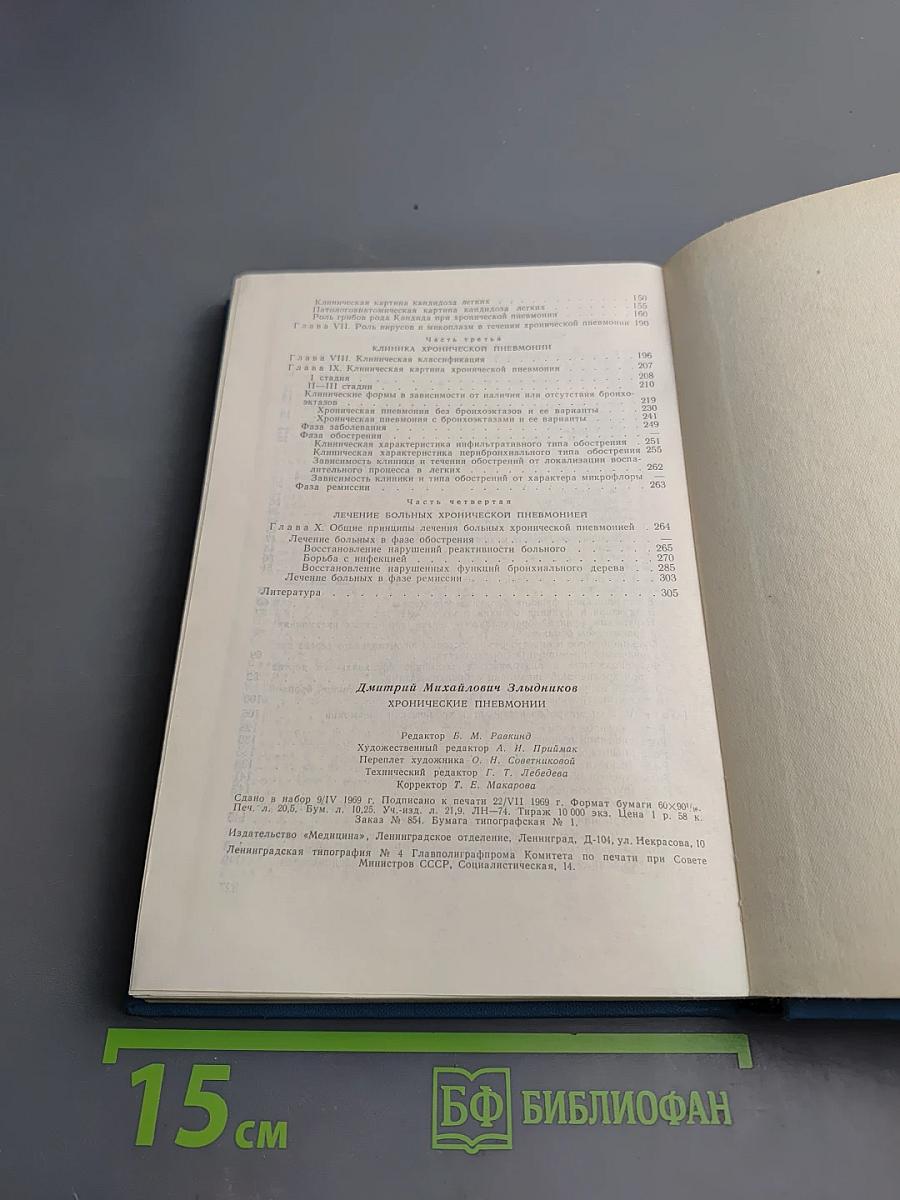 Клиническая картина кандидоза легких . . . . . . . . . 150
Патологоанатомическая картина кандидоза легких . . . . . 155
Роль грибов рода Кандида при хронической пневмонии . . . . 160
Глава VII. Роль вирусов и микоплазм в течении хронической пневмонии 190
Часть третья
КЛИНИКА ХРОНИЧЕСКОЙ ПНЕВМОНИИ
Глава VIII. Клиническая классификация . . . . . . . . . 196
Глава IX. Клиническая картина хронической пневмонии . . . . 207
I стадия . . . . . . . . . . . . . . . . 208
II—III стадии . . . . . . . . . . . . . . . 210
Клинические формы в зависимости от наличия или отсутствия бронхо-
эктазов . . . . . . . . . . . . . . . . 219
Хроническая пневмония без бронхоэктазов и ее варианты . . . 230
Хроническая пневмония с бронхоэктазами и ее варианты . . . 241
Фаза заболевания . . . . . . . . . . . . . . 249
Фаза обострения . . . . . . . . . . . . . .
Клиническая характеристика инфильтративного типа обострения . 251
Клиническая характеристика перибронхиального типа обострения 255
Зависимость клиники и течения обострений от локализации воспа-
лительного процесса в легких . . . . . . . . . . 262
Зависимость клиники и типа обострений от характера микрофлоры —
Фаза ремиссии . . . . . . . . . . . . . . . 263
Часть четвертая
ЛЕЧЕНИЕ БОЛЬНЫХ ХРОНИЧЕСКОЙ ПНЕВМОНИЕЙ
Глава X. Общие принципы лечения больных хронической пневмонией . 264
Лечение больных в фазе обострения . . . . . . . . . —
Восстановление нарушений реактивности больного . . . . . 265
Борьба с инфекцией . . . . . . . . . . . . . 270
Восстановление нарушенных функций бронхиального дерева . . 285
Лечение больных в фазе ремиссии . . . . . . . . . . 303
Литература . . . . . . . . . . . . . . . . 305
Дмитрий Михайлович Злыдников
ХРОНИЧЕСКИЕ ПНЕВМОНИИ
Редактор Б. М. Равкинд
Художественный редактор А. И. Приймак
Переплет художника О. Н. Советниковой
Технический редактор Г. Т. Лебедева
Корректор Т. Е. Макарова
Сдано в набор 9/IV 1969 г. Подписано к печати 22/VII 1969 г. Формат бумаги 60×90¹/₁₆.
Печ. л. 20,5. Бум. л. 10,25. Уч.-изд. л. 21,9. ЛН—74. Тираж 10 000 экз. Цена 1 р. 58 к.
Заказ № 854. Бумага типографская № 1.
Издательство «Медицина», Ленинградское отделение, Ленинград, Д-104, ул. Некрасова, 10
Ленинградская типография № 4 Главполиграфпрома Комитета по печати при Совете
Министров СССР, Социалистическая, 14.
15 см
БФ БИБЛИОФАН